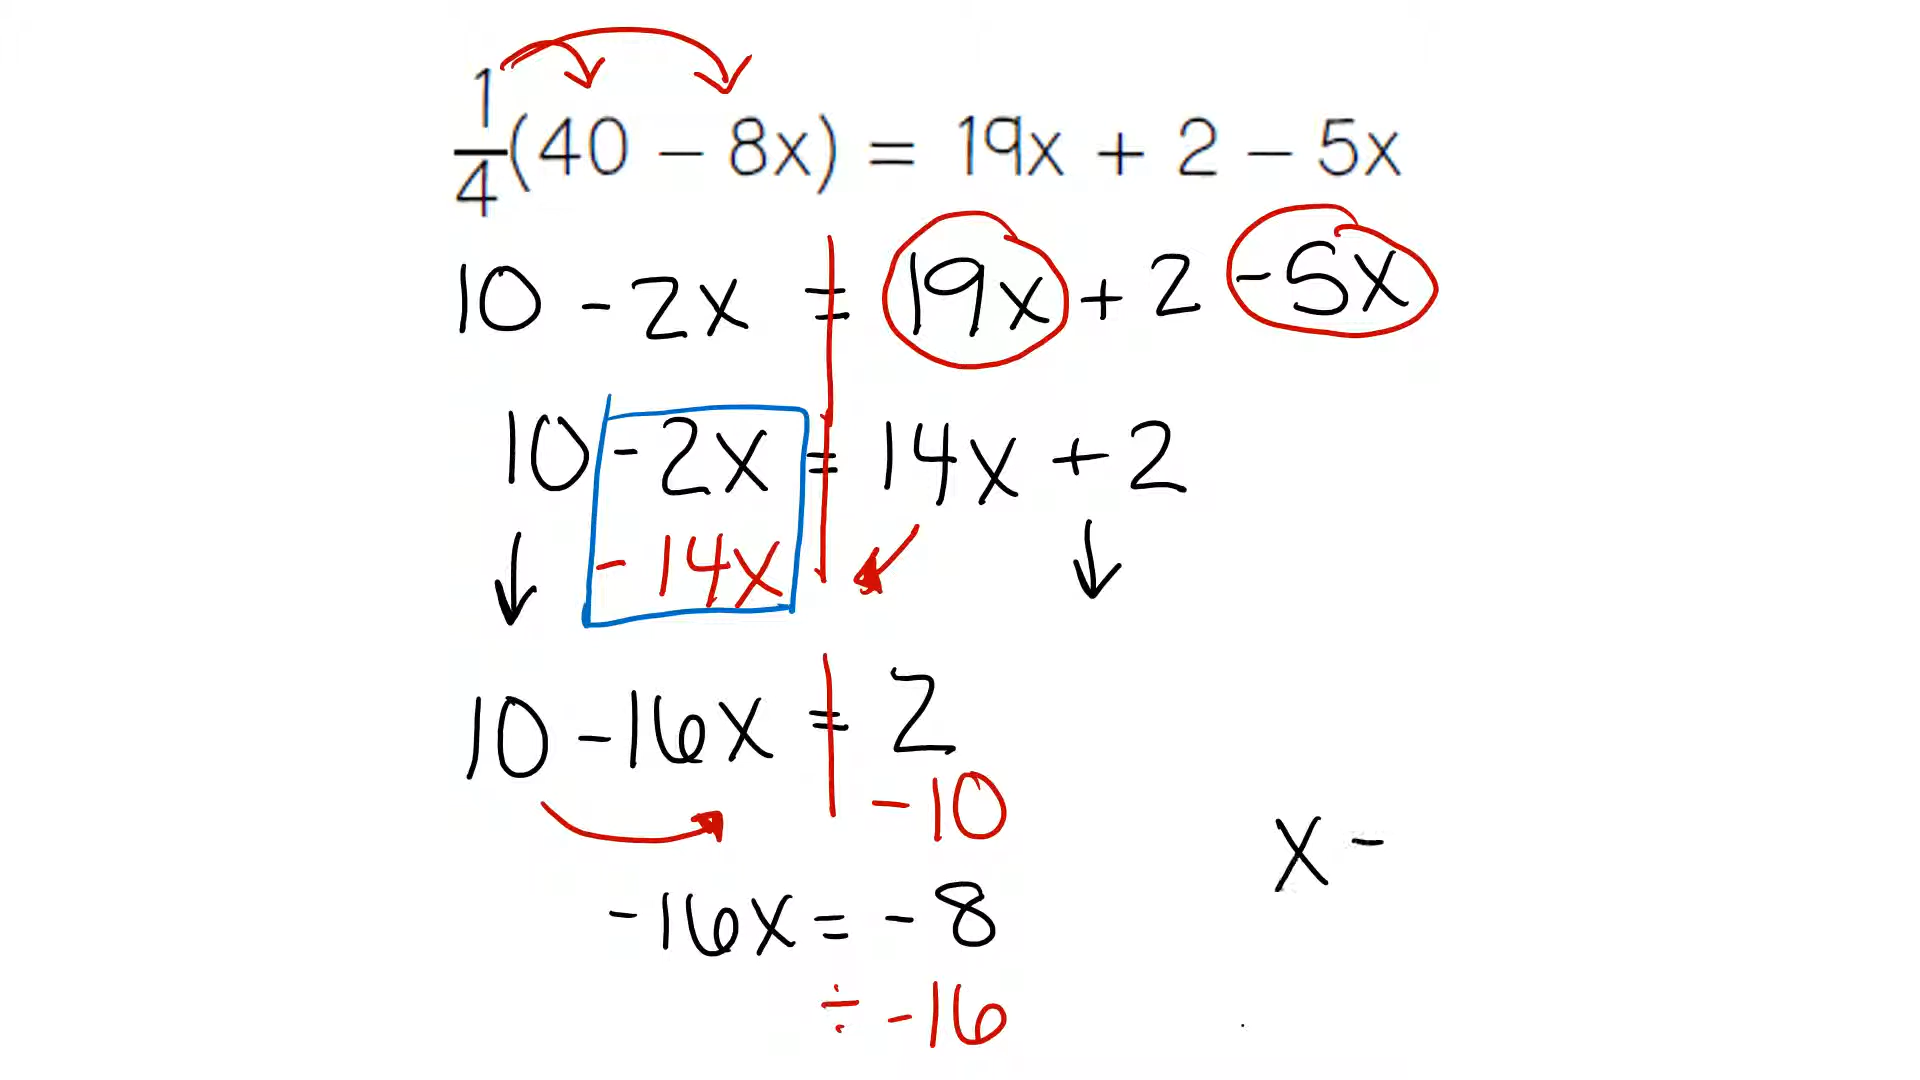 1/4(40 – 8x) = 19x + 2 – 5x
10 - 2x = 19x + 2 - 5x
10 - 2x = 14x + 2
- 14x
10 - 16x = 2
- 10
x -
-16x = - 8
÷ -16